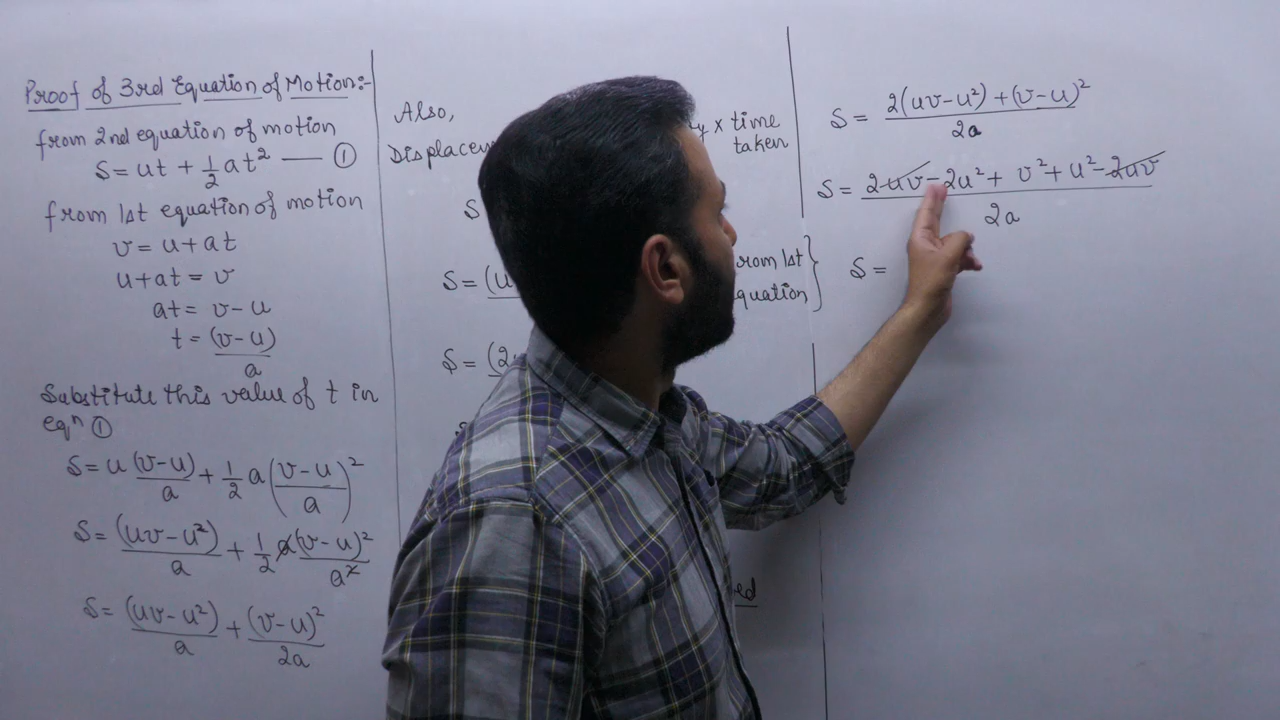 Proof of 3rd Equation of Motion:-
from 2nd equation of motion
S = ut + 1/2 at² — ①
from 1st equation of motion
v = u + at
u + at = v
at = v - u
t = (v - u)/a
Substitute this value of t in
eqⁿ ①
S = u (v-u)/a + 1/2 a ((v-u)/a)²
S = (uv - u²)/a + 1/2 a(v-u)²/a²
S = (uv - u²)/a + (v-u)²/2a
Also,
× time
taken
S
S = (u
from 1st
equation
S = (2
S = (2(uv - u²) + (v-u)²)/2a
S = (2uv - 2u² + v² + u² - 2uv)/2a
S =